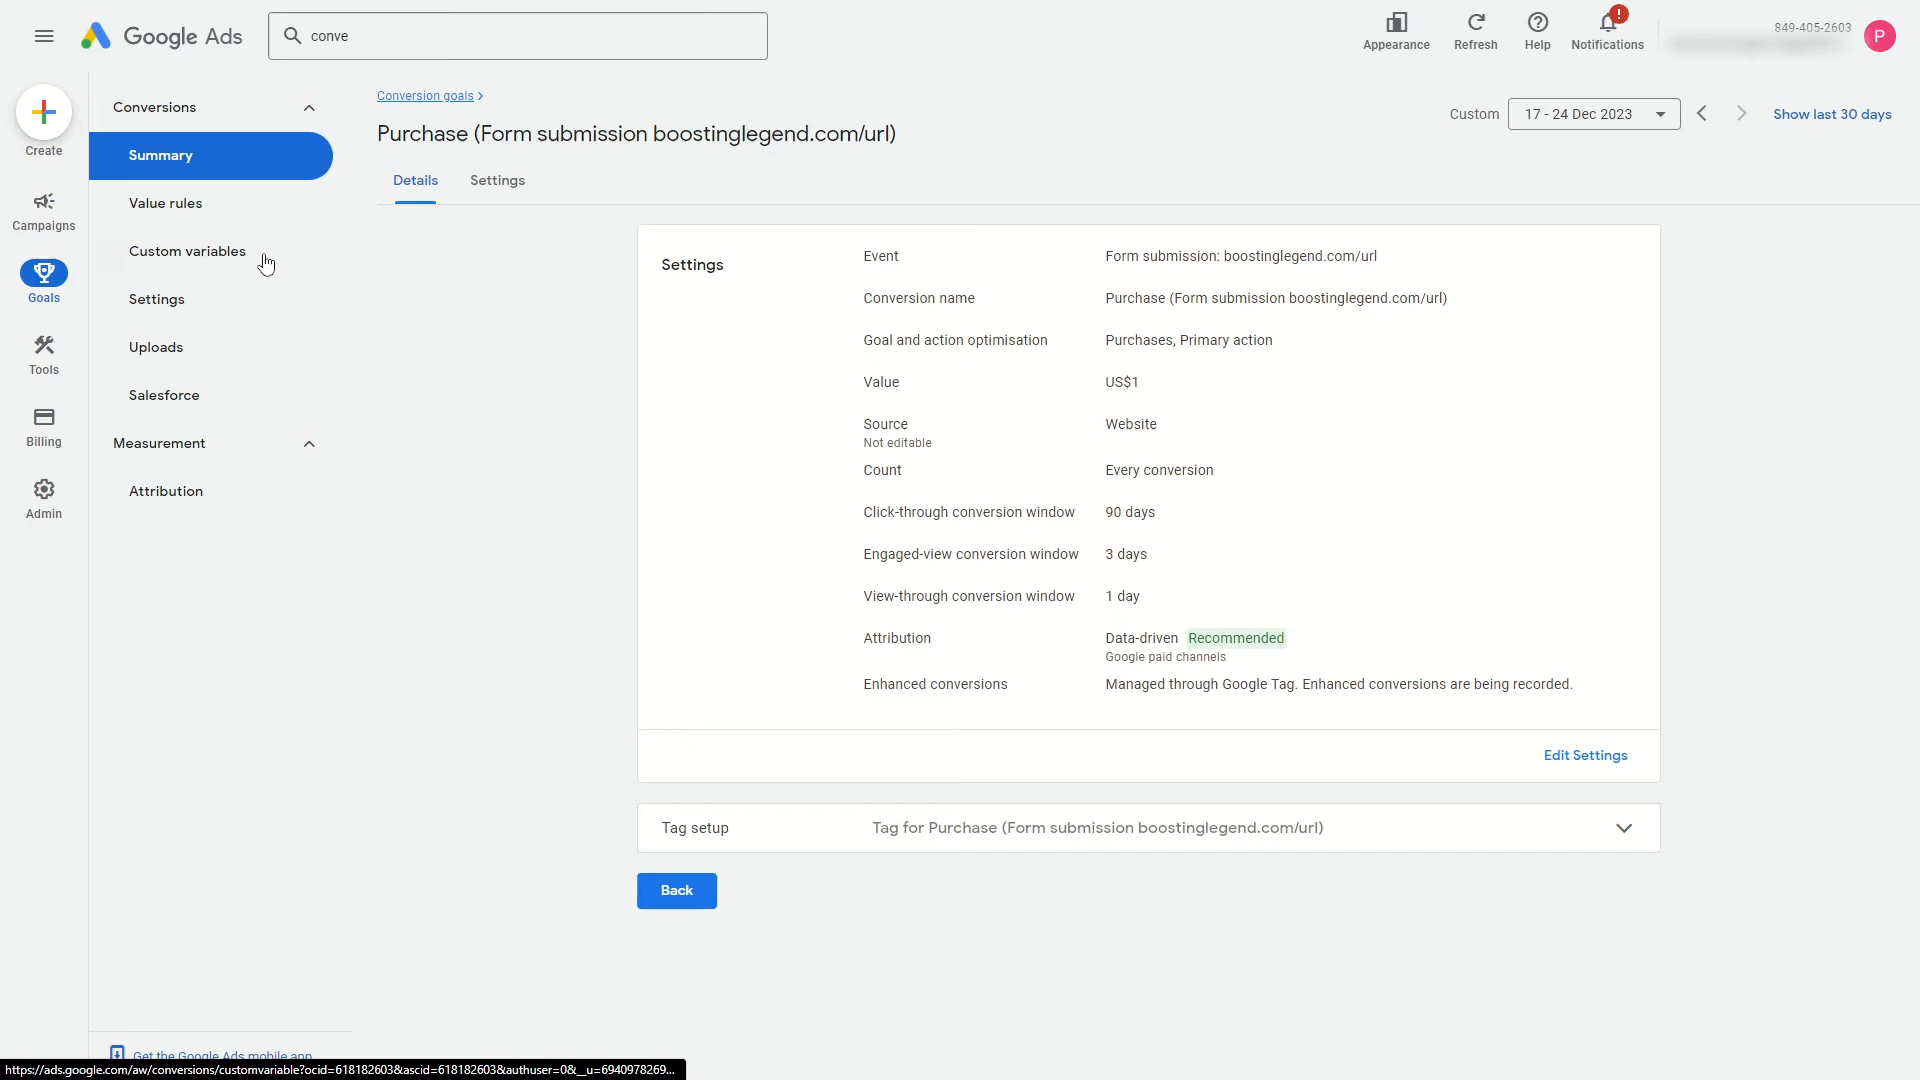 Google Ads
conve
Appearance
Refresh
Help
Notifications
849-405-2603
P
Create
Campaigns
Goals
Tools
Billing
Admin
Conversions
Summary
Value rules
Custom variables
Settings
Uploads
Salesforce
Measurement
Attribution
Get the Google Ads mobile app
Conversion goals
Purchase (Form submission boostinglegend.com/url)
Custom
17 - 24 Dec 2023
Show last 30 days
Details
Settings
Settings
Event
Form submission: boostinglegend.com/url
Conversion name
Purchase (Form submission boostinglegend.com/url)
Goal and action optimisation
Purchases, Primary action
Value
US$1
Source
Not editable
Website
Count
Every conversion
Click-through conversion window
90 days
Engaged-view conversion window
3 days
View-through conversion window
1 day
Attribution
Data-driven Recommended
Google paid channels
Enhanced conversions
Managed through Google Tag. Enhanced conversions are being recorded.
Edit Settings
Tag setup
Tag for Purchase (Form submission boostinglegend.com/url)
Back
https://ads.google.com/aw/conversions/customvariable?ocid=618182603&ascid=618182603&authuser=0&__u=6940978269...